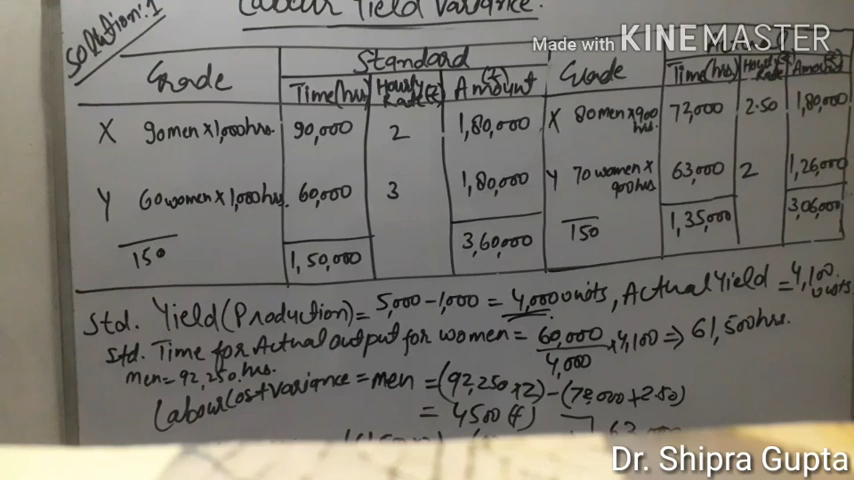 Labour Yield Variance.
Made with KINEMASTER
Solution:1
Grade Standard Grade
Time(hrs) Hourly Rate(₹) Amount(₹) Time(hrs) Hourly Rate(₹) Amount(₹)
X 90men×1,000hrs. 90,000 2 1,80,000 X 80men×900 hrs. 72,000 2.50 1,80,000
Y 60women×1,000hrs. 60,000 3 1,80,000 Y 70 women× 900hrs 63,000 2 1,26,000
150 1,50,000 3,60,000 150 1,35,000 3,06,000
Std. Yield(Production)= 5,000-1,000 = 4,000units, Actual Yield = 4,100 units
Std. Time for Actual output for women = 60,000/4,000 × 4,100 => 61,500hrs.
men=92,250 hrs.
Labour Cost Variance = men = (92,250×2)-(72,000×2.50)
= 4500(f)
Dr. Shipra Gupta